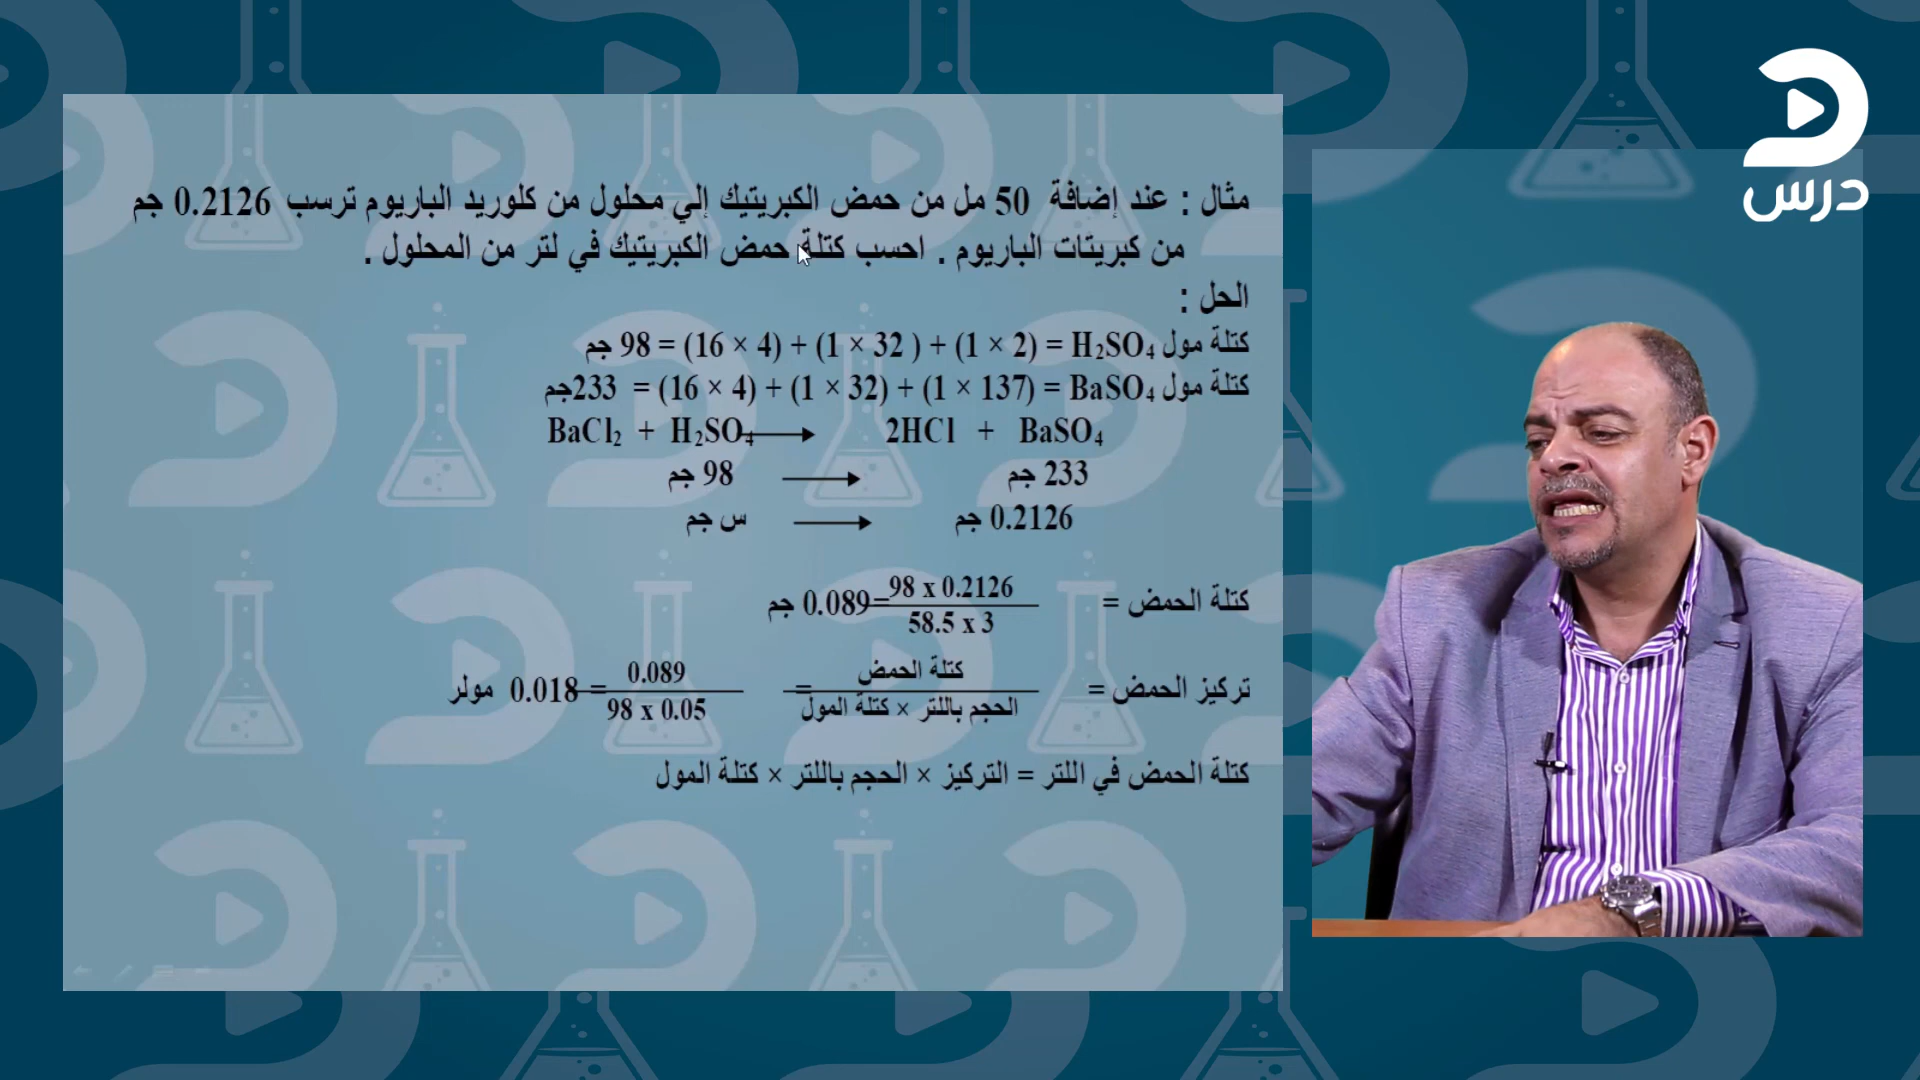 درس
مثال : عند إضافة 50 مل من حمض الكبريتيك إلي محلول من كلوريد الباريوم ترسب 0.2126 جم
من كبريتات الباريوم . احسب كتلة حمض الكبريتيك في لتر من المحلول .
الحل :
كتلة مول H₂SO₄ = (2 × 1) + (32 × 1) + (4 × 16) = 98 جم
كتلة مول BaSO₄ = (137 × 1) + (32 × 1) + (4 × 16) = 233جم
BaCl₂ + H₂SO₄ ⟶ 2HCl + BaSO₄
98 جم ⟶ 233 جم
س جم ⟶ 0.2126 جم
كتلة الحمض = 98 x 0.2126 / 58.5 x 3 = 0.089 جم
تركيز الحمض = كتلة الحمض / الحجم باللتر × كتلة المول = 0.089 / 98 x 0.05 = 0.018 مولر
كتلة الحمض في اللتر = التركيز × الحجم باللتر × كتلة المول